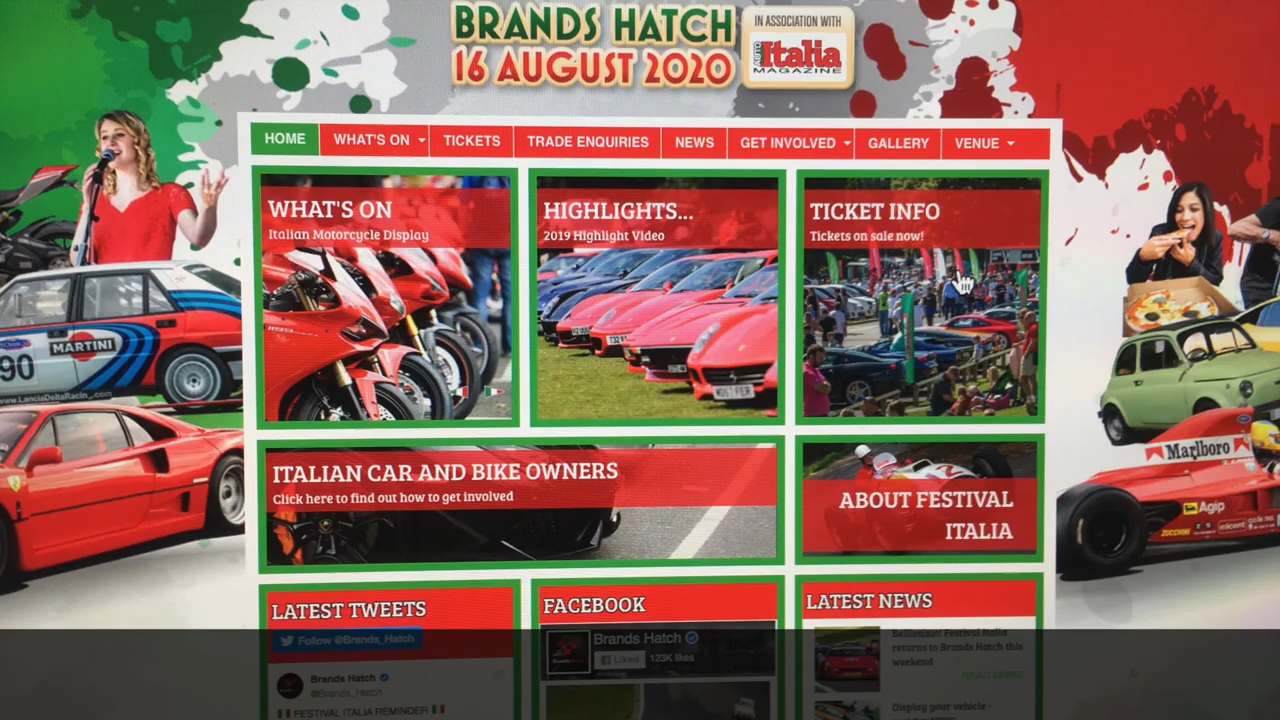 BRANDS HATCH
16 AUGUST 2020
IN ASSOCIATION WITH
AUTO Italia
MAGAZINE
HOME WHAT'S ON TICKETS TRADE ENQUIRIES NEWS GET INVOLVED GALLERY VENUE
WHAT'S ON
Italian Motorcycle Display
HIGHLIGHTS...
2019 Highlight Video
TICKET INFO
Tickets on sale now!
90
MARTINI
www.LanciaDeltaRacin
Marlboro
Agip
ZUCCHINI
ITALIAN CAR AND BIKE OWNERS
Click here to find out how to get involved
ABOUT FESTIVAL
ITALIA
LATEST TWEETS
Follow @Brands_Hatch
Brands Hatch
@Brands_Hatch
FESTIVAL ITALIA REMINDER
FACEBOOK
Brands Hatch
Liked 123K likes
LATEST NEWS
Bellissimo! Festival Italia
returns to Brands Hatch this
weekend
READ MORE
Display your vehicle -